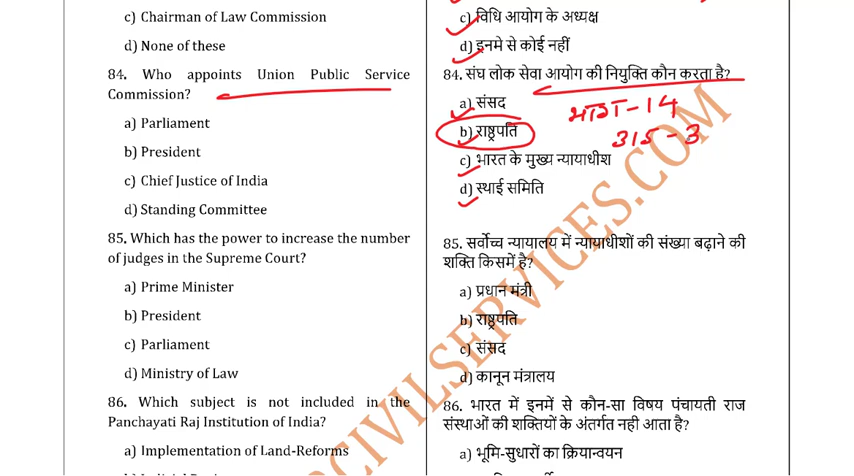 c) Chairman of Law Commission
d) None of these
84. Who appoints Union Public Service
Commission?
a) Parliament
b) President
c) Chief Justice of India
d) Standing Committee
85. Which has the power to increase the number
of judges in the Supreme Court?
a) Prime Minister
b) President
c) Parliament
d) Ministry of Law
86. Which subject is not included in the
Panchayati Raj Institution of India?
a) Implementation of Land-Reforms
c) विधि आयोग के अध्यक्ष
d) इनमे से कोई नहीं
84. संघ लोक सेवा आयोग की नियुक्ति कौन करता है?
a) संसद
भाग - 14
b) राष्ट्रपति
315 - 3
c) भारत के मुख्य न्यायाधीश
d) स्थाई समिति
85. सर्वोच्च न्यायालय में न्यायाधीशों की संख्या बढ़ाने की
शक्ति किसमें है?
a) प्रधान मंत्री
b) राष्ट्रपति
c) संसद
d) कानून मंत्रालय
86. भारत में इनमें से कौन-सा विषय पंचायती राज
संस्थाओं की शक्तियों के अंतर्गत नही आता है?
a) भूमि-सुधारों का क्रियान्वयन
CIVILSERVICES.COM